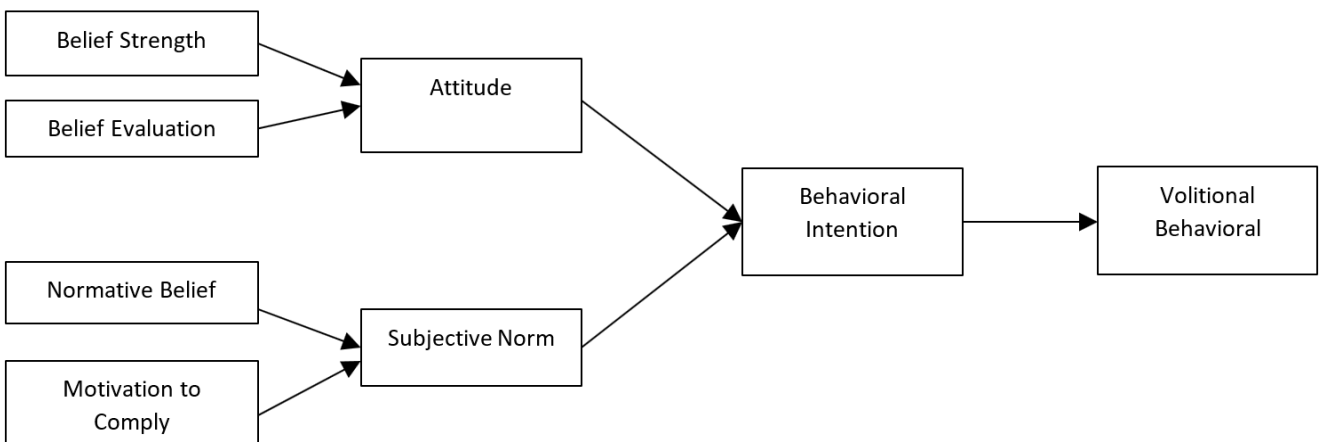 Belief Strength
Belief Evaluation
Attitude
Normative Belief
Motivation to
Comply
Subjective Norm
Behavioral
Intention
Volitional
Behavioral